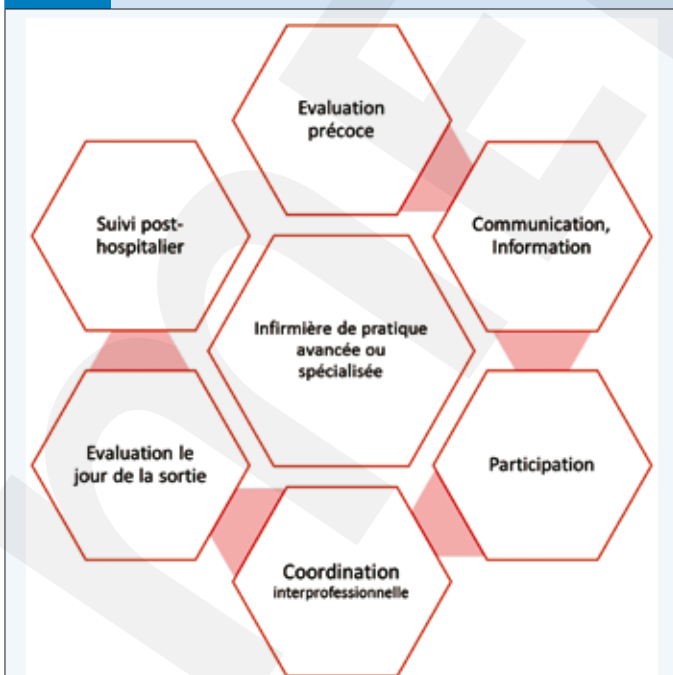 Evaluation
précoce
Communication,
Information
Participation
Coordination
interprofessionnelle
Evaluation le
jour de la sortie
Suivi post-
hospitalier
Infirmière de pratique
avancée ou
spécialisée